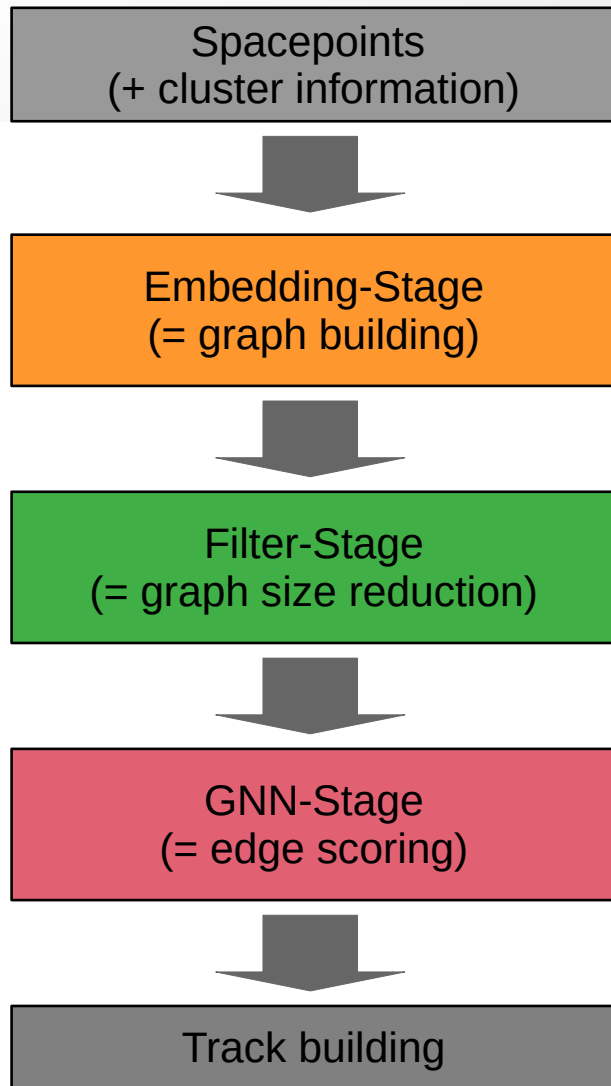 Spacepoints
(+ cluster information)
Embedding-Stage
(= graph building)
Filter-Stage
(= graph size reduction)
GNN-Stage
(= edge scoring)
Track building